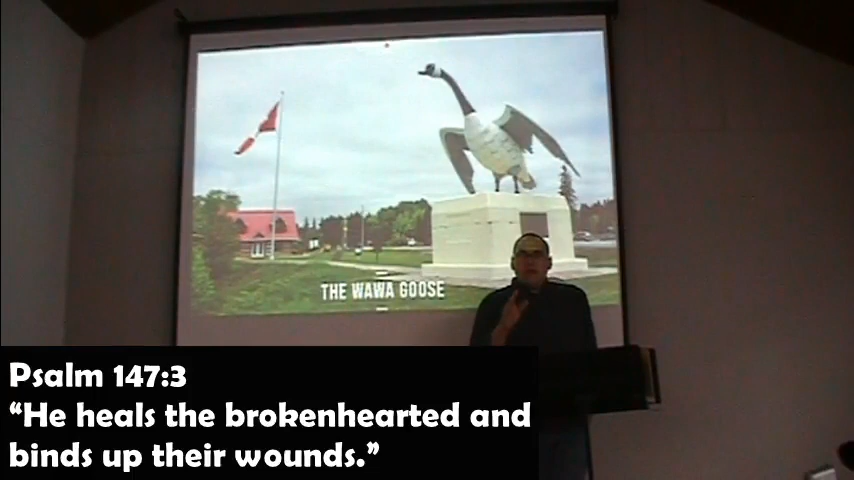 THE WAWA GOOSE
Psalm 147:3
“He heals the brokenhearted and
binds up their wounds.”